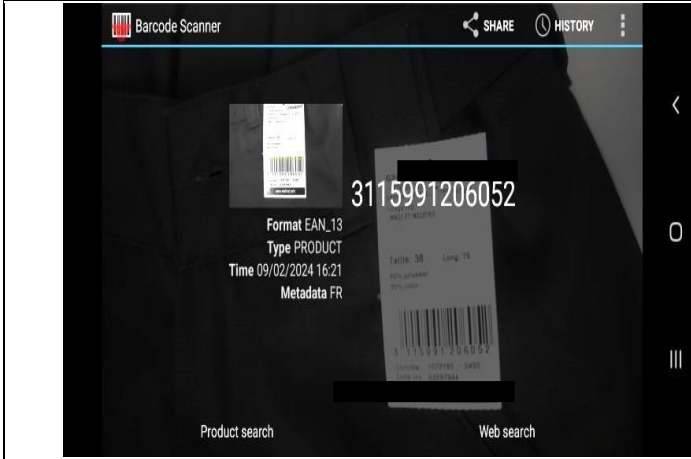 Barcode Scanner
SHARE
HISTORY
3115991206052
Format EAN_13
Type PRODUCT
Time 09/02/2024 16:21
Metadata FR
Taille: 38 Long: 75
3 115991 206052
Product search
Web search